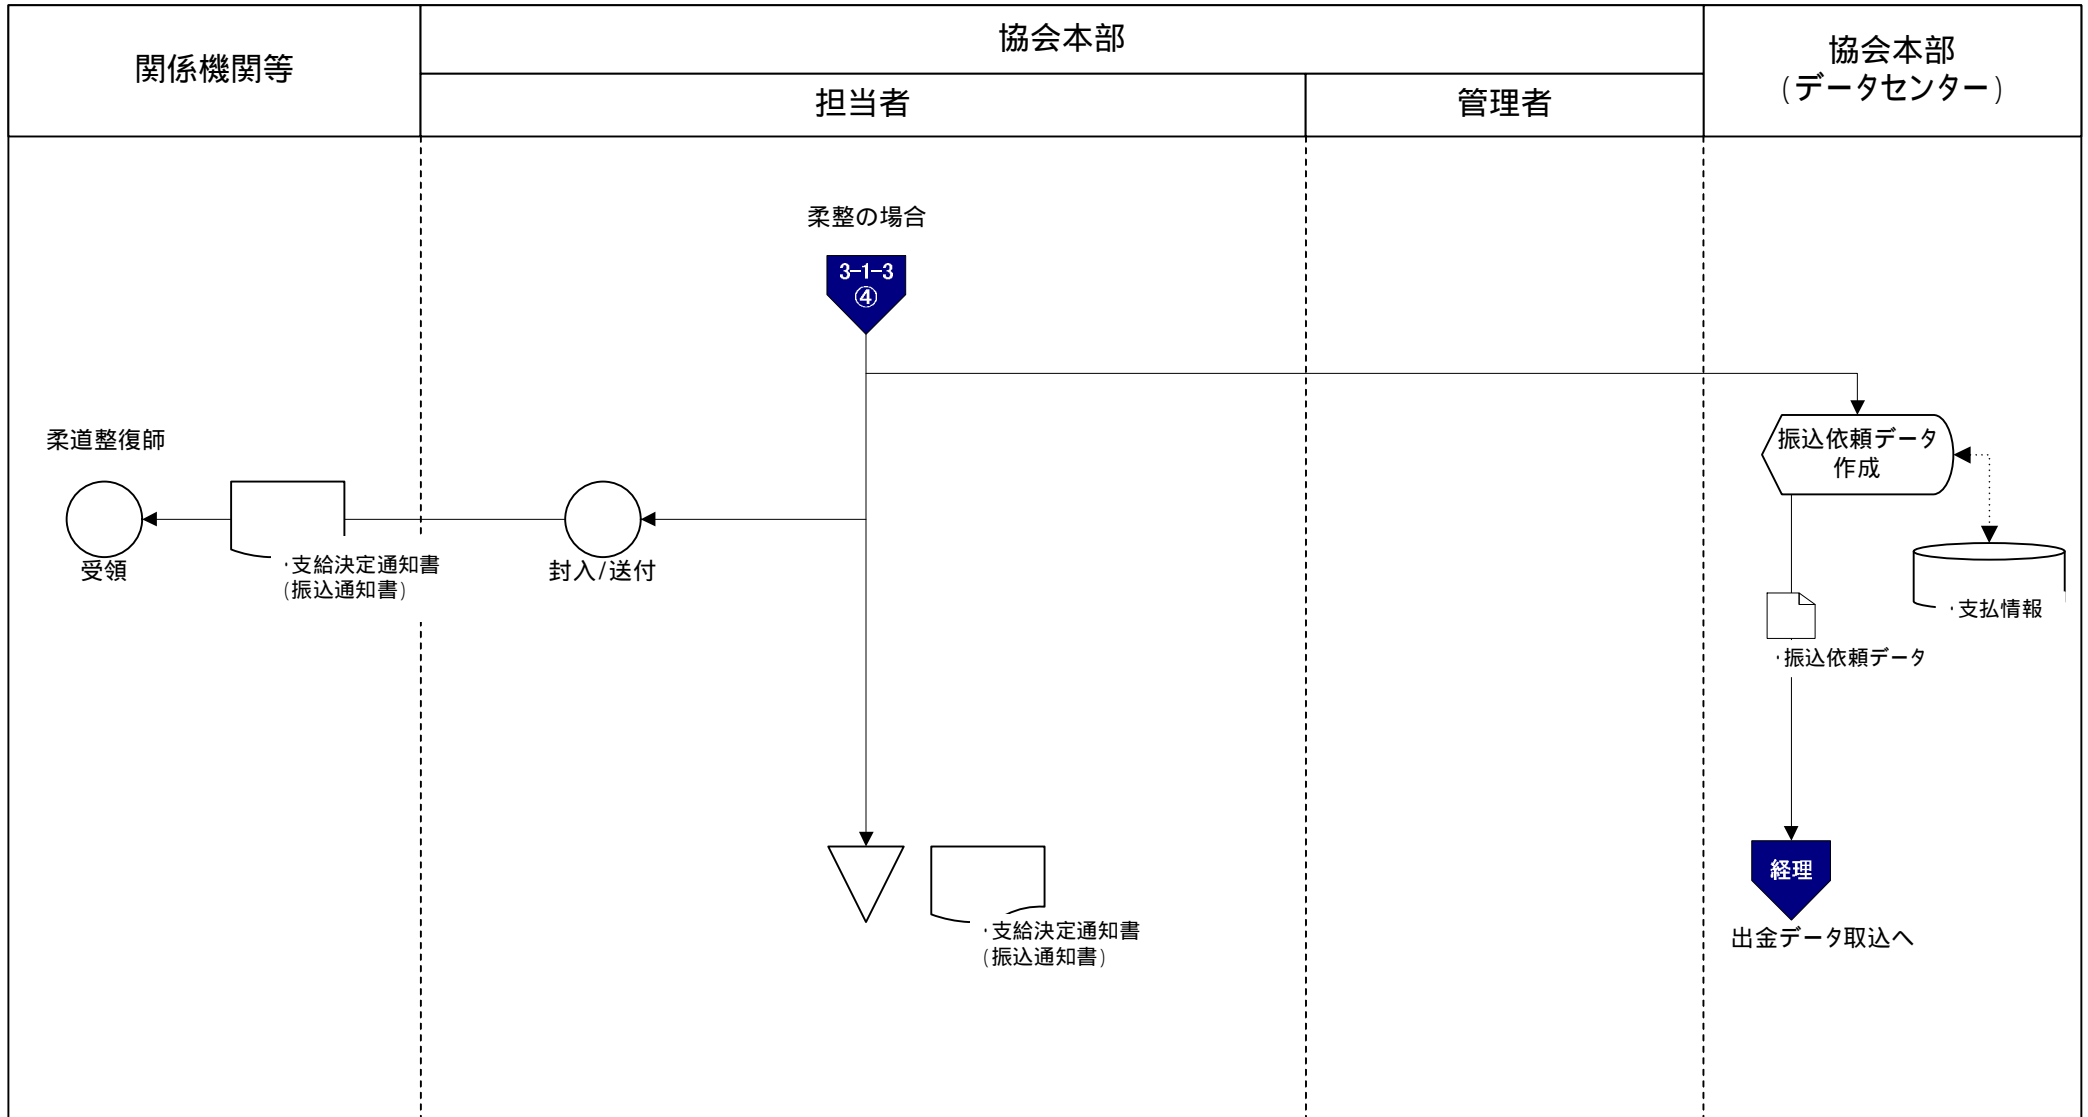 関係機関等
協会本部
担当者
管理者
協会本部
(データセンター)
柔整の場合
3-1-3
④
柔道整復師
受領
・支給決定通知書
(振込通知書)
封入/送付
振込依頼データ
作成
・支払情報
・振込依頼データ
・支給決定通知書
(振込通知書)
経理
出金データ取込へ